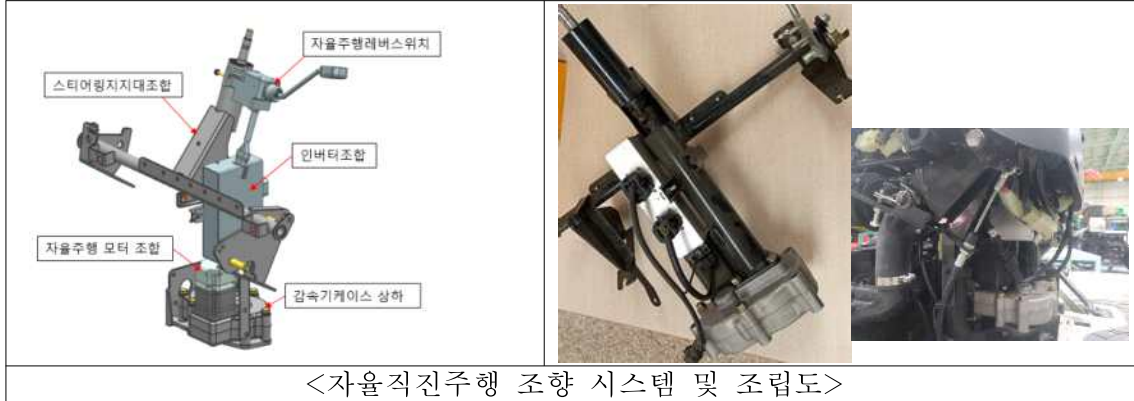 자율주행레버스위치
스티어링지지대조합
인버터조합
자율주행 모터 조합
감속기케이스 상하
<자율직진주행 조향 시스템 및 조립도>